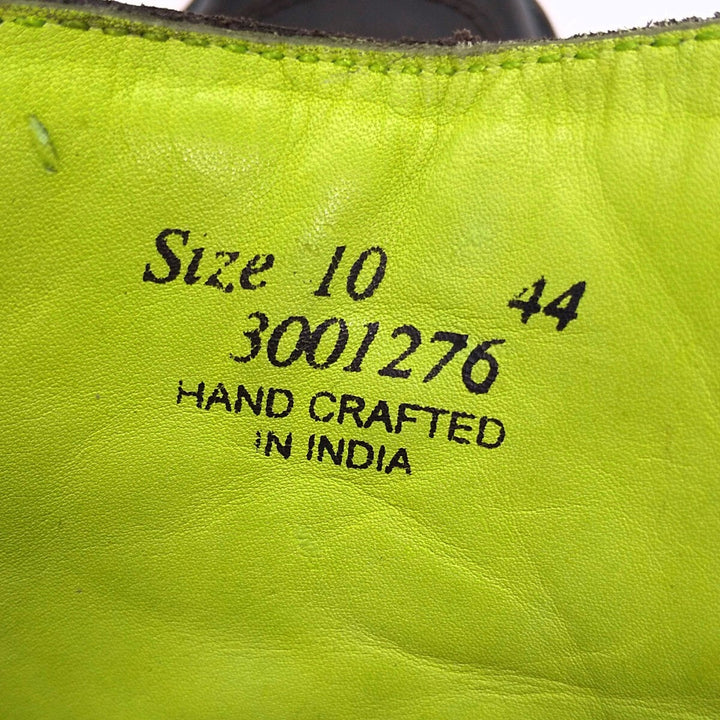 Size 10 44
3001276
HAND CRAFTED
IN INDIA